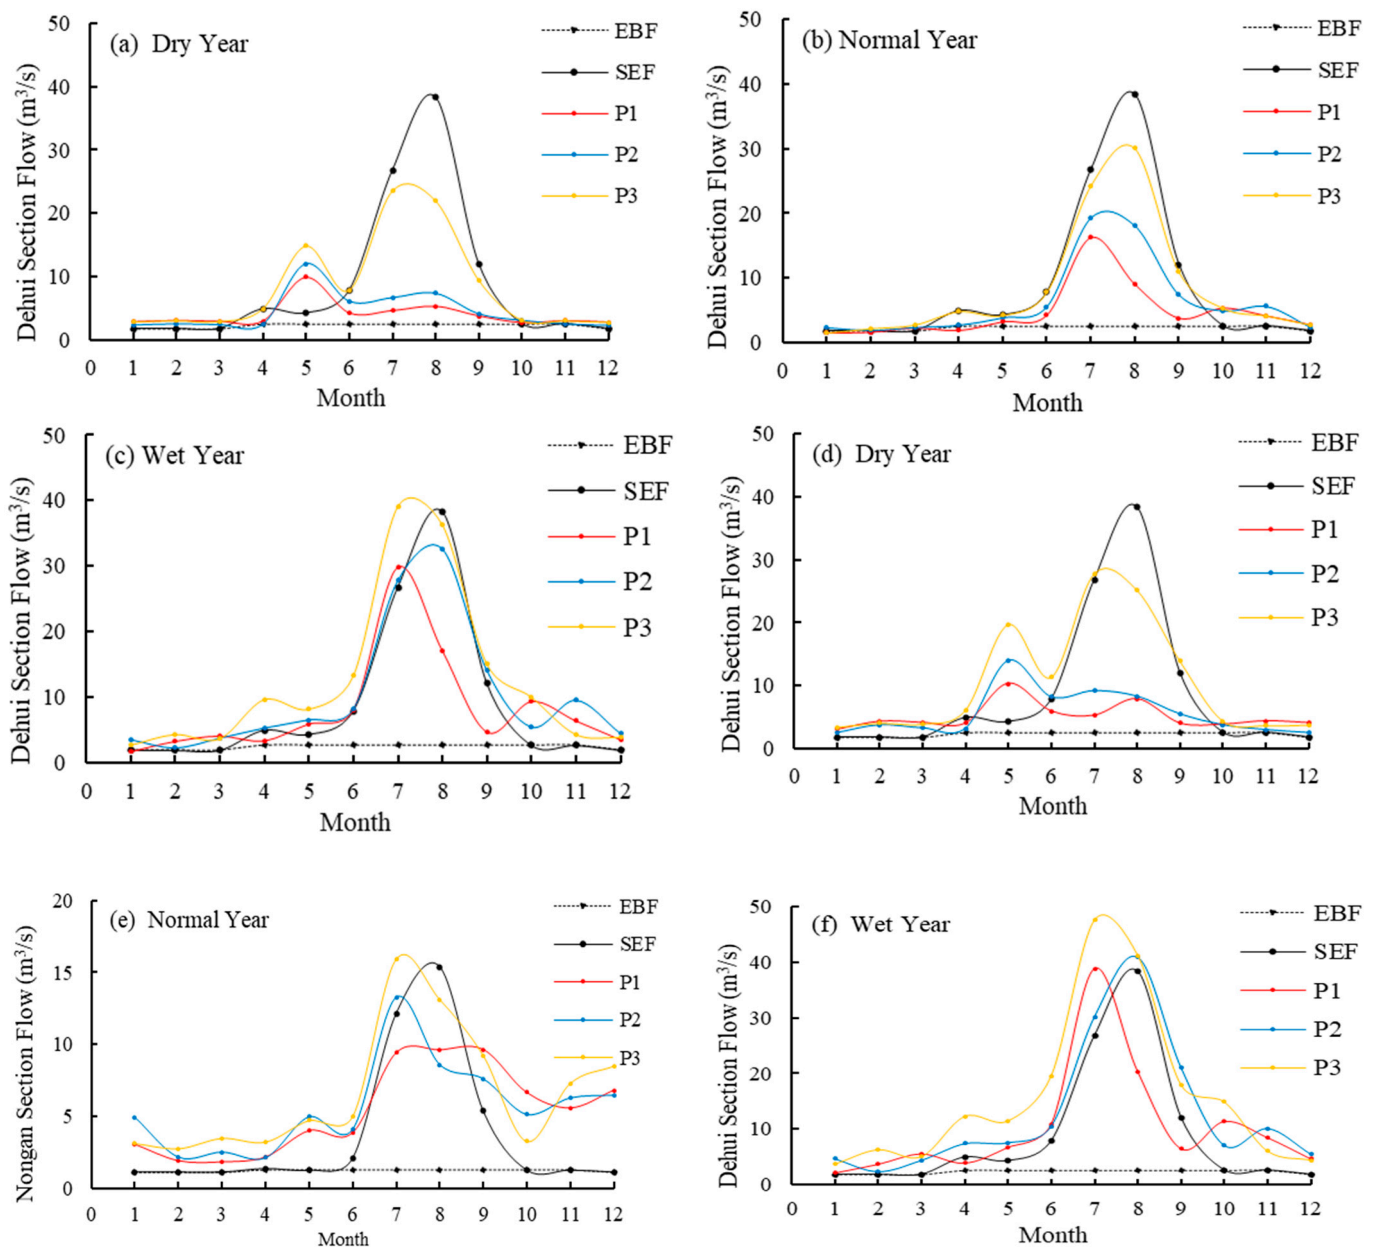 (a) Dry Year
Dehui Section Flow (m³/s)
50
40
30
20
10
0
0 1 2 3 4 5 6 7 8 9 10 11 12
Month
EBF
SEF
P1
P2
P3
(b) Normal Year
Dehui Section Flow (m³/s)
50
40
30
20
10
0
0 1 2 3 4 5 6 7 8 9 10 11 12
Month
EBF
SEF
P1
P2
P3
(c) Wet Year
Dehui Section Flow (m³/s)
50
40
30
20
10
0
0 1 2 3 4 5 6 7 8 9 10 11 12
Month
EBF
SEF
P1
P2
P3
(d) Dry Year
Dehui Section Flow (m³/s)
50
40
30
20
10
0
0 1 2 3 4 5 6 7 8 9 10 11 12
Month
EBF
SEF
P1
P2
P3
(e) Normal Year
Nongan Section Flow (m³/s)
20
15
10
5
0
0 1 2 3 4 5 6 7 8 9 10 11 12
Month
EBF
SEF
P1
P2
P3
(f) Wet Year
Dehui Section Flow (m³/s)
50
40
30
20
10
0
0 1 2 3 4 5 6 7 8 9 10 11 12
Month
EBF
SEF
P1
P2
P3